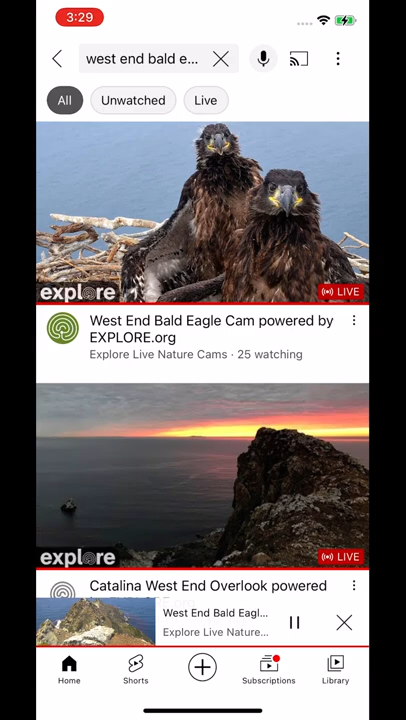 3:29
west end bald e...
All
Unwatched
Live
explore
LIVE
West End Bald Eagle Cam powered by
EXPLORE.org
Explore Live Nature Cams · 25 watching
explore
LIVE
Catalina West End Overlook powered
West End Bald Eagl...
Explore Live Nature...
Home
Shorts
Subscriptions
Library